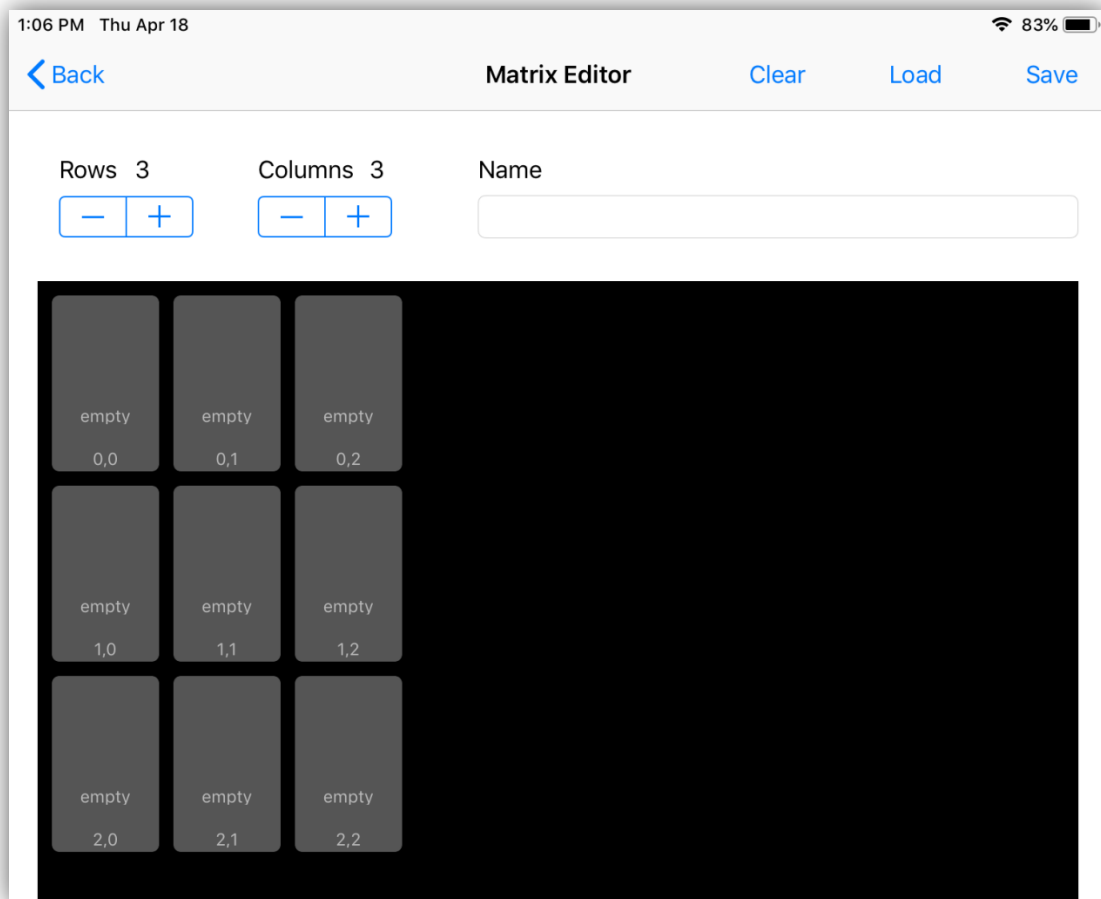 1:06 PM Thu Apr 18 83%
Back Matrix Editor Clear Load Save
Rows 3 Columns 3 Name
− + − +
empty empty empty
0,0 0,1 0,2
empty empty empty
1,0 1,1 1,2
empty empty empty
2,0 2,1 2,2